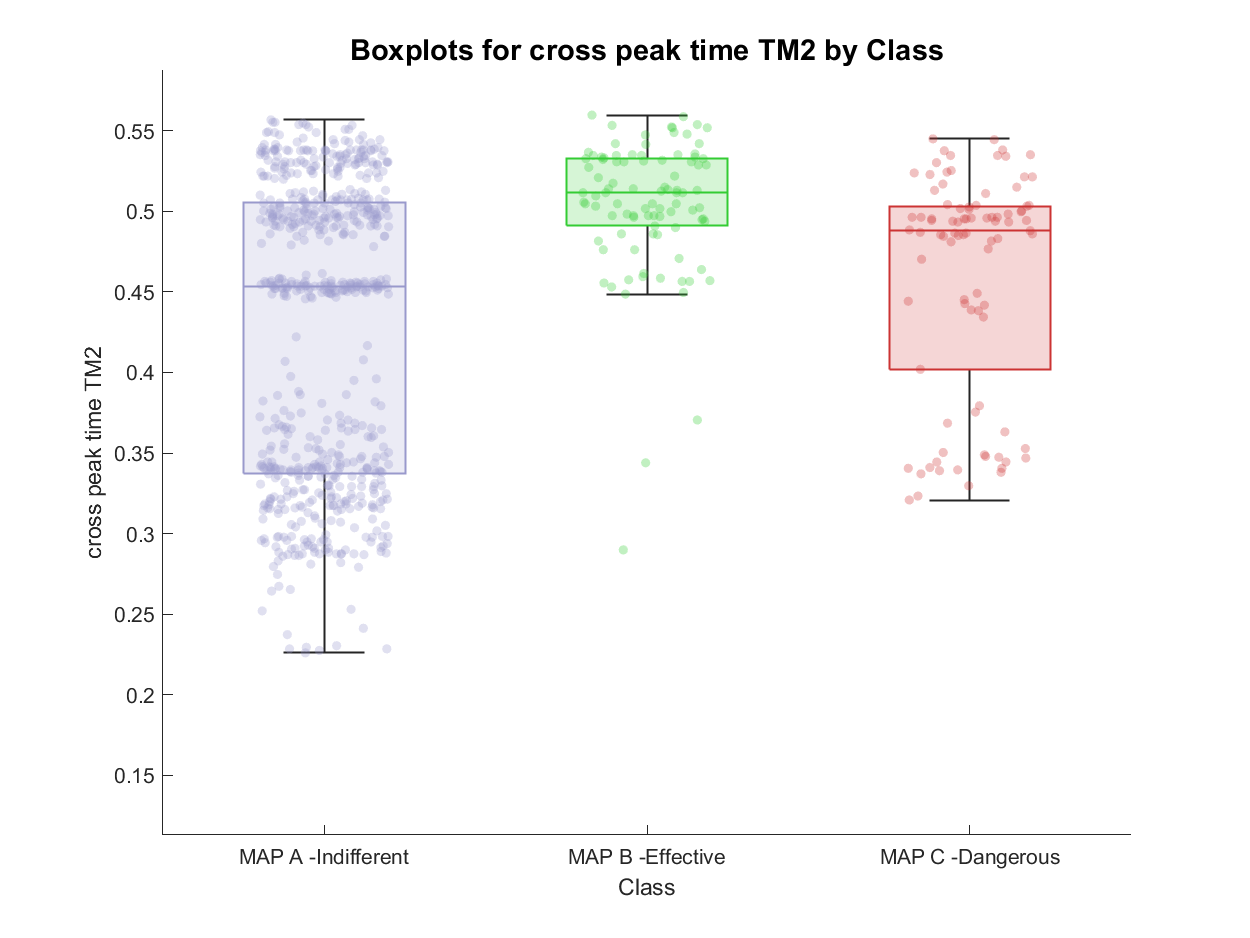 Boxplots for cross peak time TM2 by Class
cross peak time TM2
0.55
0.5
0.45
0.4
0.35
0.3
0.25
0.2
0.15
MAP A -Indifferent
MAP B -Effective
MAP C -Dangerous
Class